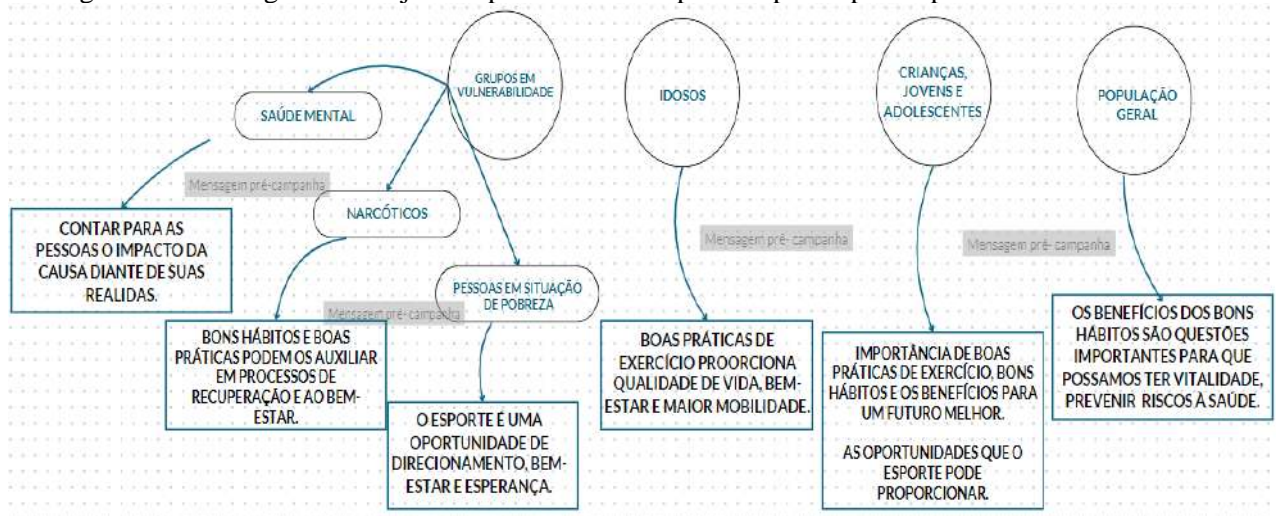 GRUPOS EM
VULNERABILIDADE
IDOSOS
CRIANÇAS,
JOVENS E
ADOLESCENTES
POPULAÇÃO
GERAL
SAÚDE MENTAL
Mensagem pré-campanha
NARCÓTICOS
CONTAR PARA AS
PESSOAS O IMPACTO DA
CAUSA DIANTE DE SUAS
REALIDAS.
Mensagem pré- campanha
Mensagem pré- campanha
PESSOAS EM SITUAÇÃO
DE POBREZA
Mensagem pré-campanha
BONS HÁBITOS E BOAS
PRÁTICAS PODEM OS AUXILIAR
EM PROCESSOS DE
RECUPERAÇÃO E AO BEM-
ESTAR.
O ESPORTE É UMA
OPORTUNIDADE DE
DIRECIONAMENTO, BEM-
ESTAR E ESPERANÇA.
BOAS PRÁTICAS DE
EXERCÍCIO PROORCIONA
QUALIDADE DE VIDA, BEM-
ESTAR E MAIOR MOBILIDADE.
IMPORTÂNCIA DE BOAS
PRÁTICAS DE EXERCÍCIO, BONS
HÁBITOS E OS BENEFÍCIOS PARA
UM FUTURO MELHOR.
AS OPORTUNIDADES QUE O
ESPORTE PODE
PROPORCIONAR.
OS BENEFÍCIOS DOS BONS
HÁBITOS SÃO QUESTÕES
IMPORTANTES PARA QUE
POSSAMOS TER VITALIDADE,
PREVENIR RISCOS À SAÚDE.